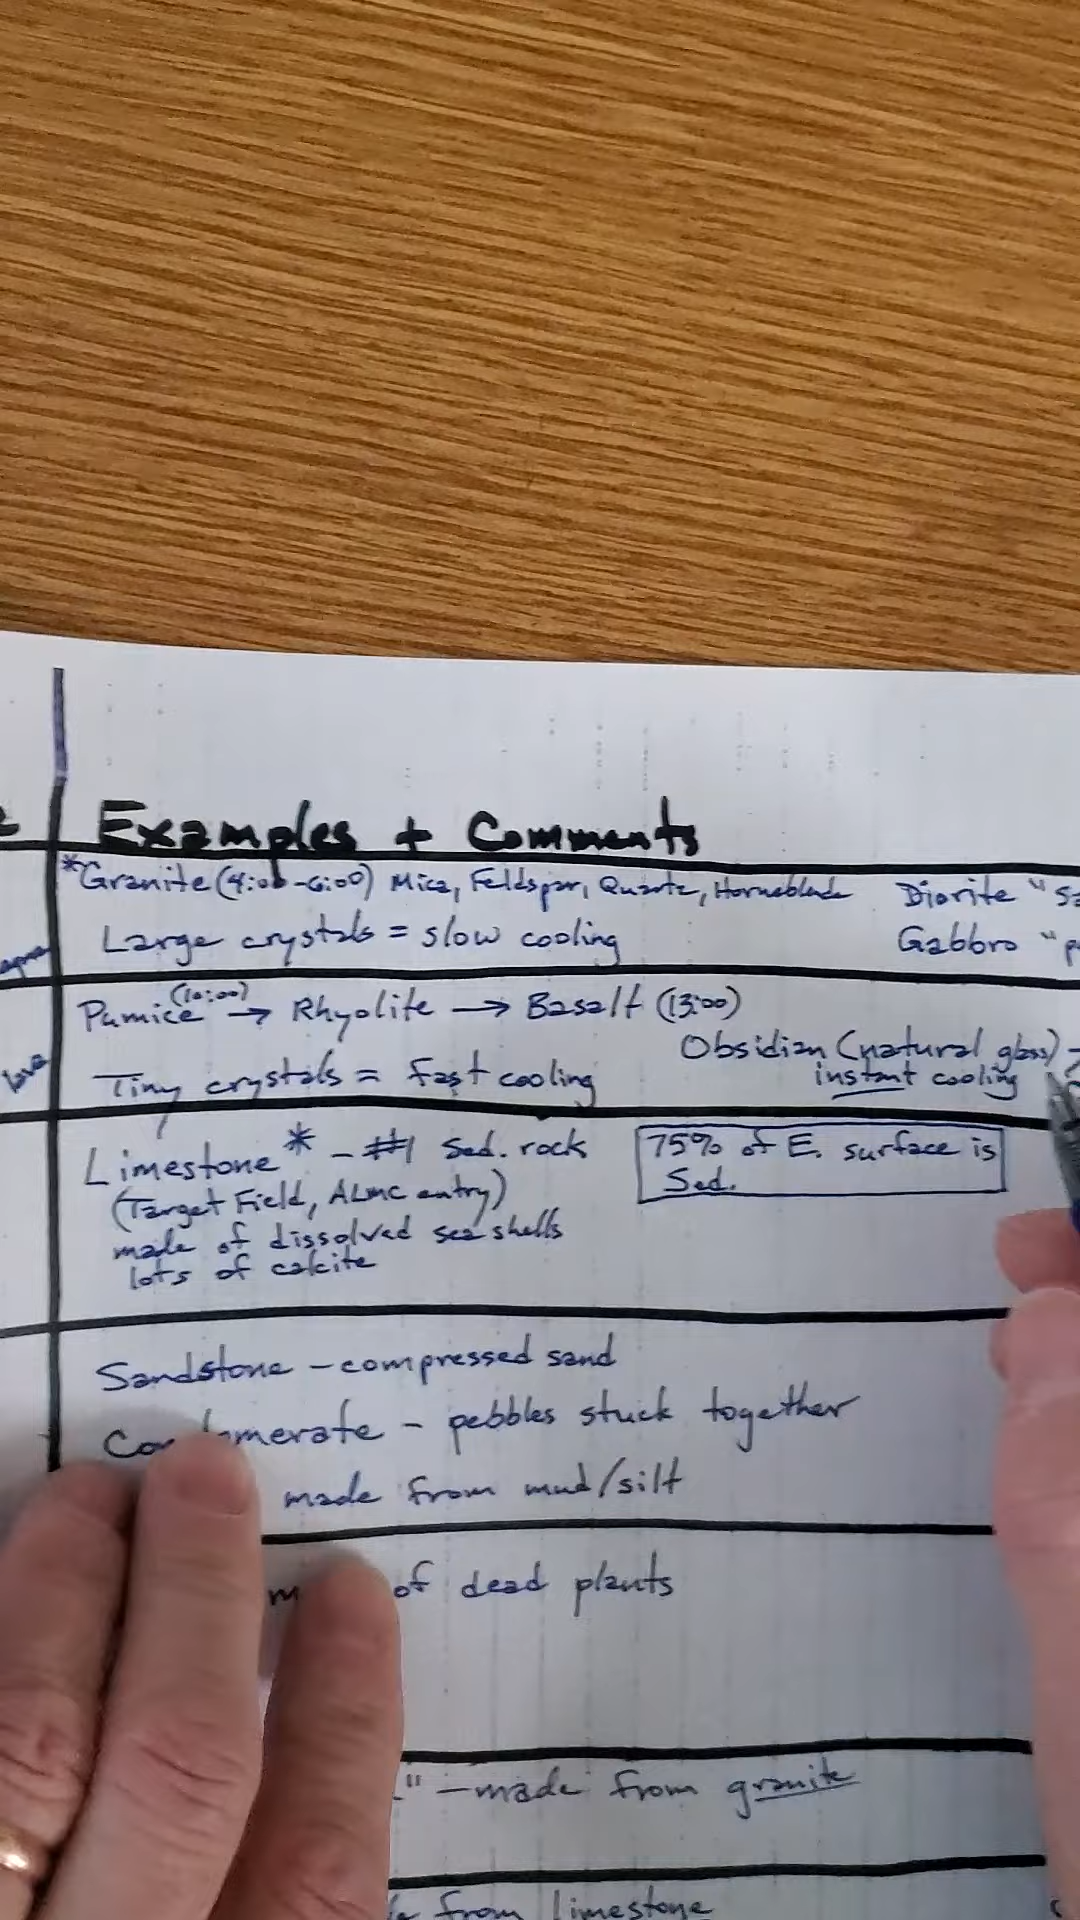 Examples + Comments
*Granite (4:00-6:00) Mica, Feldspar, Quartz, Horneblende Diorite "
Large crystals = slow cooling Gabbro "
(10:00)
Pumice → Rhyolite → Basalt (13:00)
Obsidian (natural glass)
Tiny crystals = fast cooling instant cooling
lava
Limestone * - #1 Sed. rock 75% of E. surface is
(Target Field, ALMC entry) Sed.
made of dissolved sea shells
lots of calcite
Sandstone - compressed sand
- pebbles stuck together
made from mud/silt
of dead plants
" - made from granite
from limestone